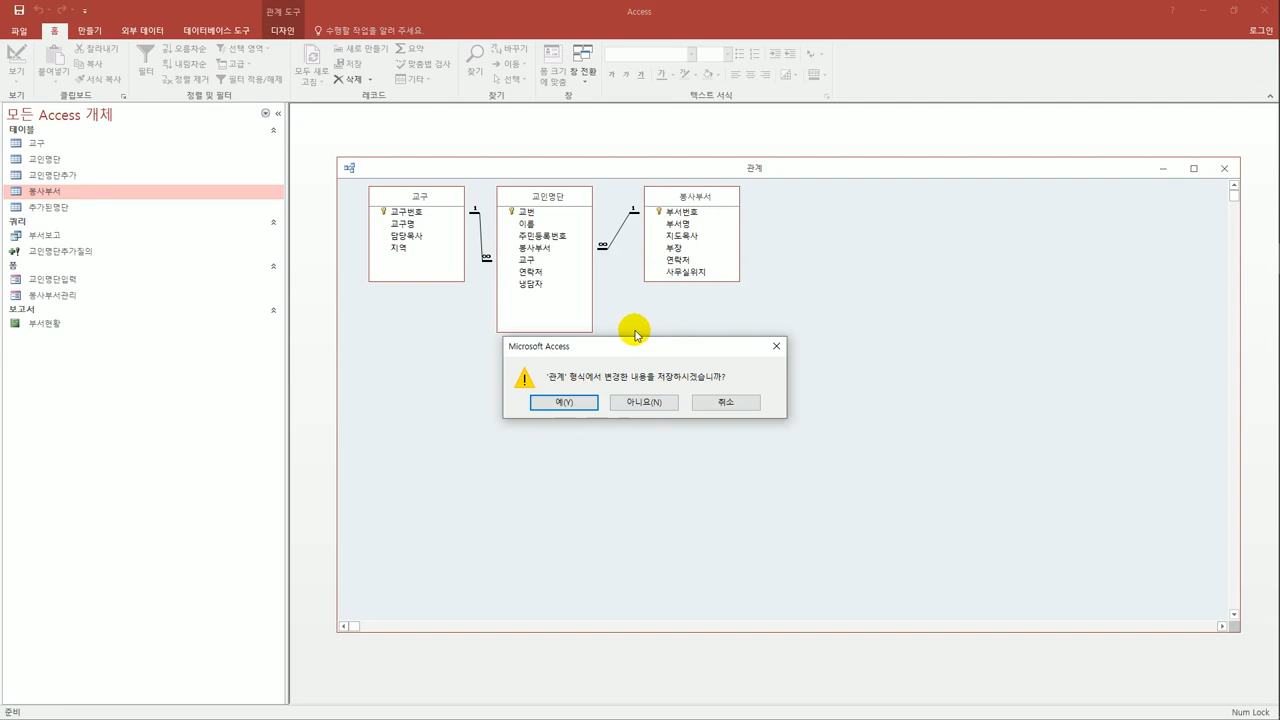 관계 도구
Access
?
로그인
파일
홈
만들기
외부 데이터
데이터베이스 도구
디자인
수행할 작업을 알려 주세요.
보기
붙여넣기
잘라내기
복사
서식 복사
필터
오름차순
내림차순
정렬 제거
선택 영역
고급
필터 적용/해제
모두 새로 고침
새로 만들기
저장
삭제
요약
맞춤법 검사
기타
찾기
바꾸기
이동
선택
폼 크기에 맞춤
창 전환
가 가 가 가
보기
클립보드
정렬 및 필터
레코드
찾기
창
텍스트 서식
모든 Access 개체
테이블
교구
교인명단
교인명단추가
봉사부서
추가된명단
쿼리
부서보고
교인명단추가질의
폼
교인명단입력
봉사부서관리
보고서
부서현황
관계
교구
교구번호
교구명
담당목사
지역
1
∞
교인명단
교번
이름
주민등록번호
봉사부서
교구
연락저
냉담자
∞
1
봉사부서
부서번호
부서명
지도목사
부장
연락저
사무실위치
Microsoft Access
'관계' 형식에서 변경한 내용을 저장하시겠습니까?
예(Y)
아니요(N)
취소
준비
Num Lock